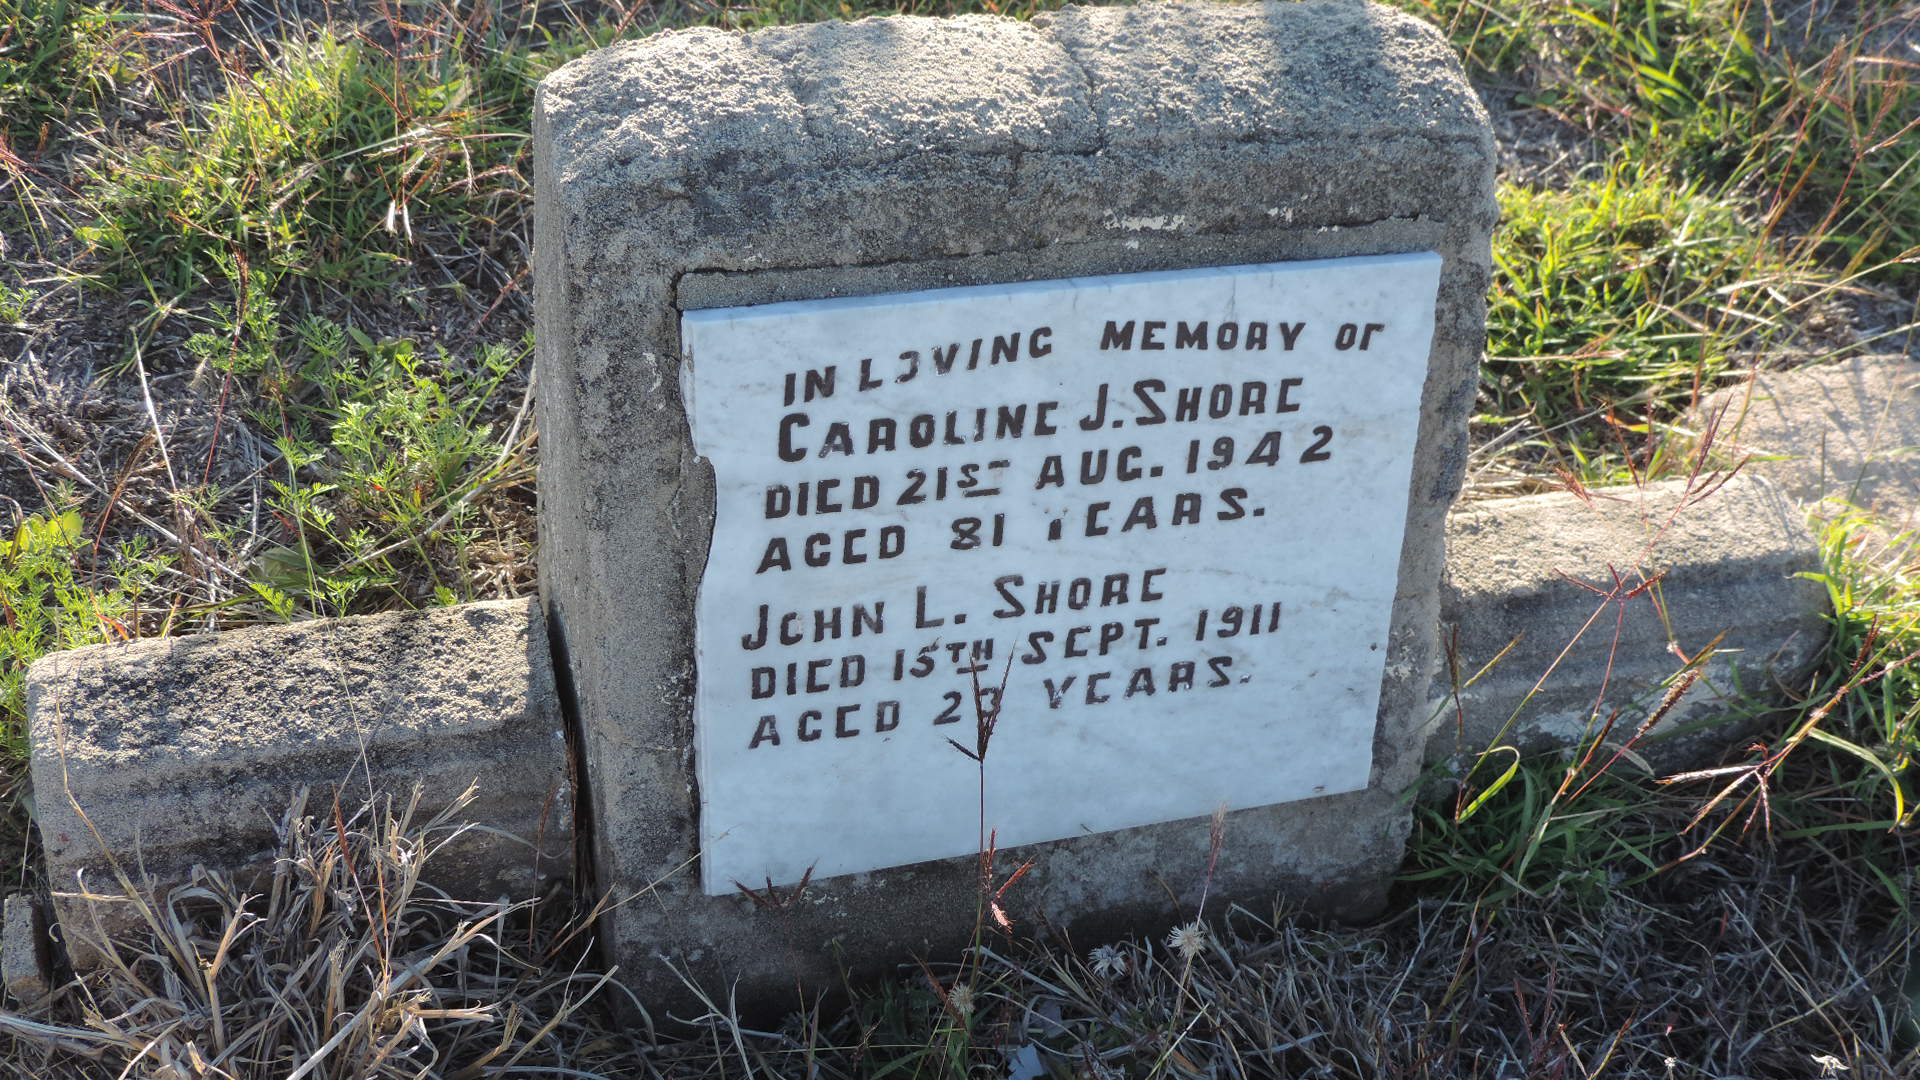 IN LOVING MEMORY OF
CAROLINE J. SHORE
DIED 21ST AUG. 1942
AGED 81 YEARS.
JOHN L. SHORE
DIED 15TH SEPT. 1911
AGED 23 YEARS.